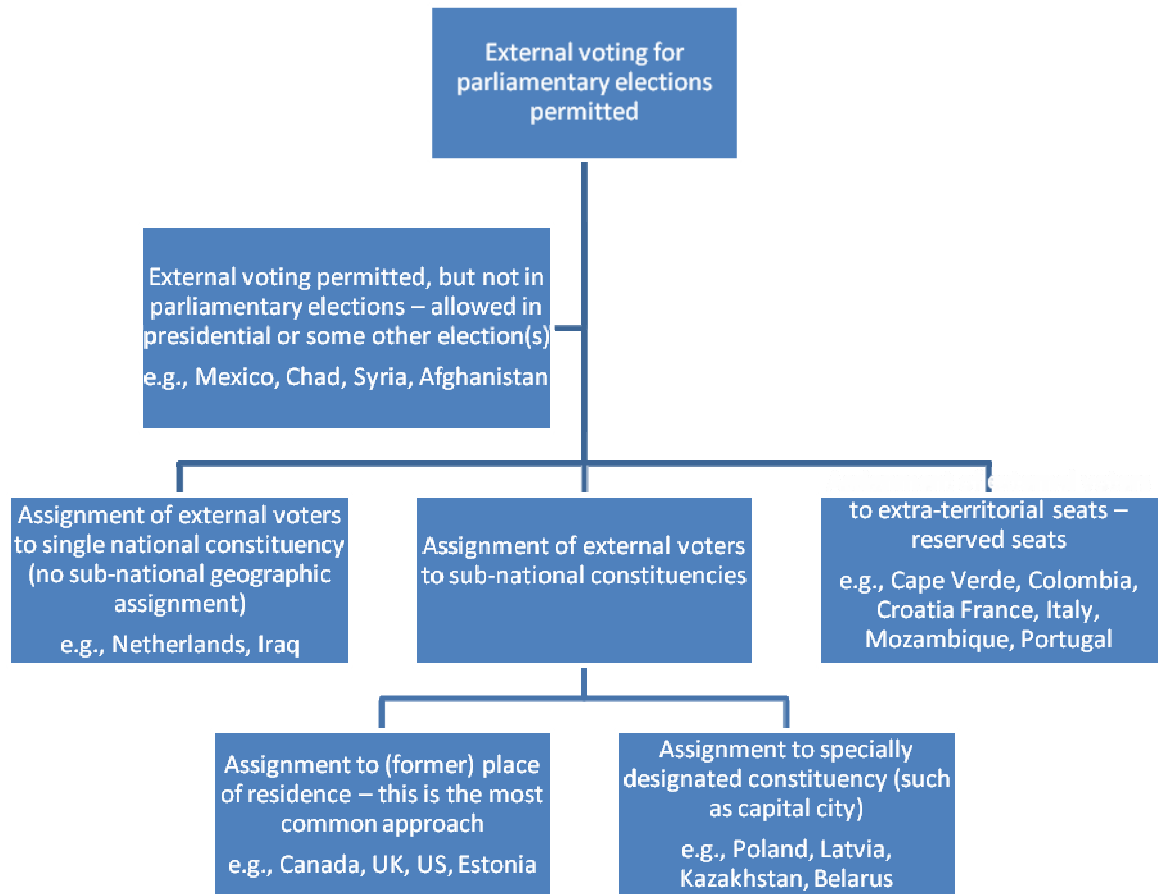 External voting for
parliamentary elections
permitted
External voting permitted, but not in
parliamentary elections – allowed in
presidential or some other election(s)
e.g., Mexico, Chad, Syria, Afghanistan
Assignment of external voters
to single national constituency
(no sub-national geographic
assignment)
e.g., Netherlands, Iraq
Assignment of external voters
to sub-national constituencies
to extra-territorial seats –
reserved seats
e.g., Cape Verde, Colombia,
Croatia France, Italy,
Mozambique, Portugal
Assignment to (former) place
of residence – this is the most
common approach
e.g., Canada, UK, US, Estonia
Assignment to specially
designated constituency (such
as capital city)
e.g., Poland, Latvia,
Kazakhstan, Belarus